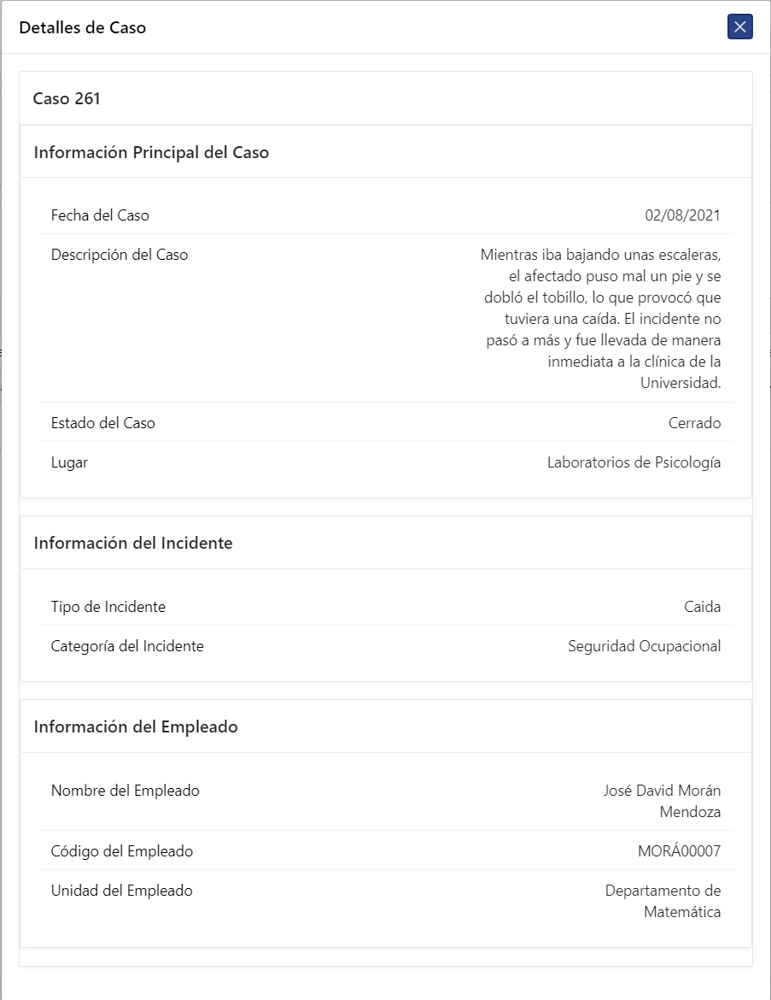 Detalles de Caso
Caso 261
Información Principal del Caso
Fecha del Caso
02/08/2021
Descripción del Caso
Mientras iba bajando unas escaleras,
el afectado puso mal un pie y se
dobló el tobillo, lo que provocó que
tuviera una caída. El incidente no
pasó a más y fue llevada de manera
inmediata a la clínica de la
Universidad.
Estado del Caso
Cerrado
Lugar
Laboratorios de Psicología
Información del Incidente
Tipo de Incidente
Caida
Categoría del Incidente
Seguridad Ocupacional
Información del Empleado
Nombre del Empleado
José David Morán
Mendoza
Código del Empleado
MORÁ00007
Unidad del Empleado
Departamento de
Matemática